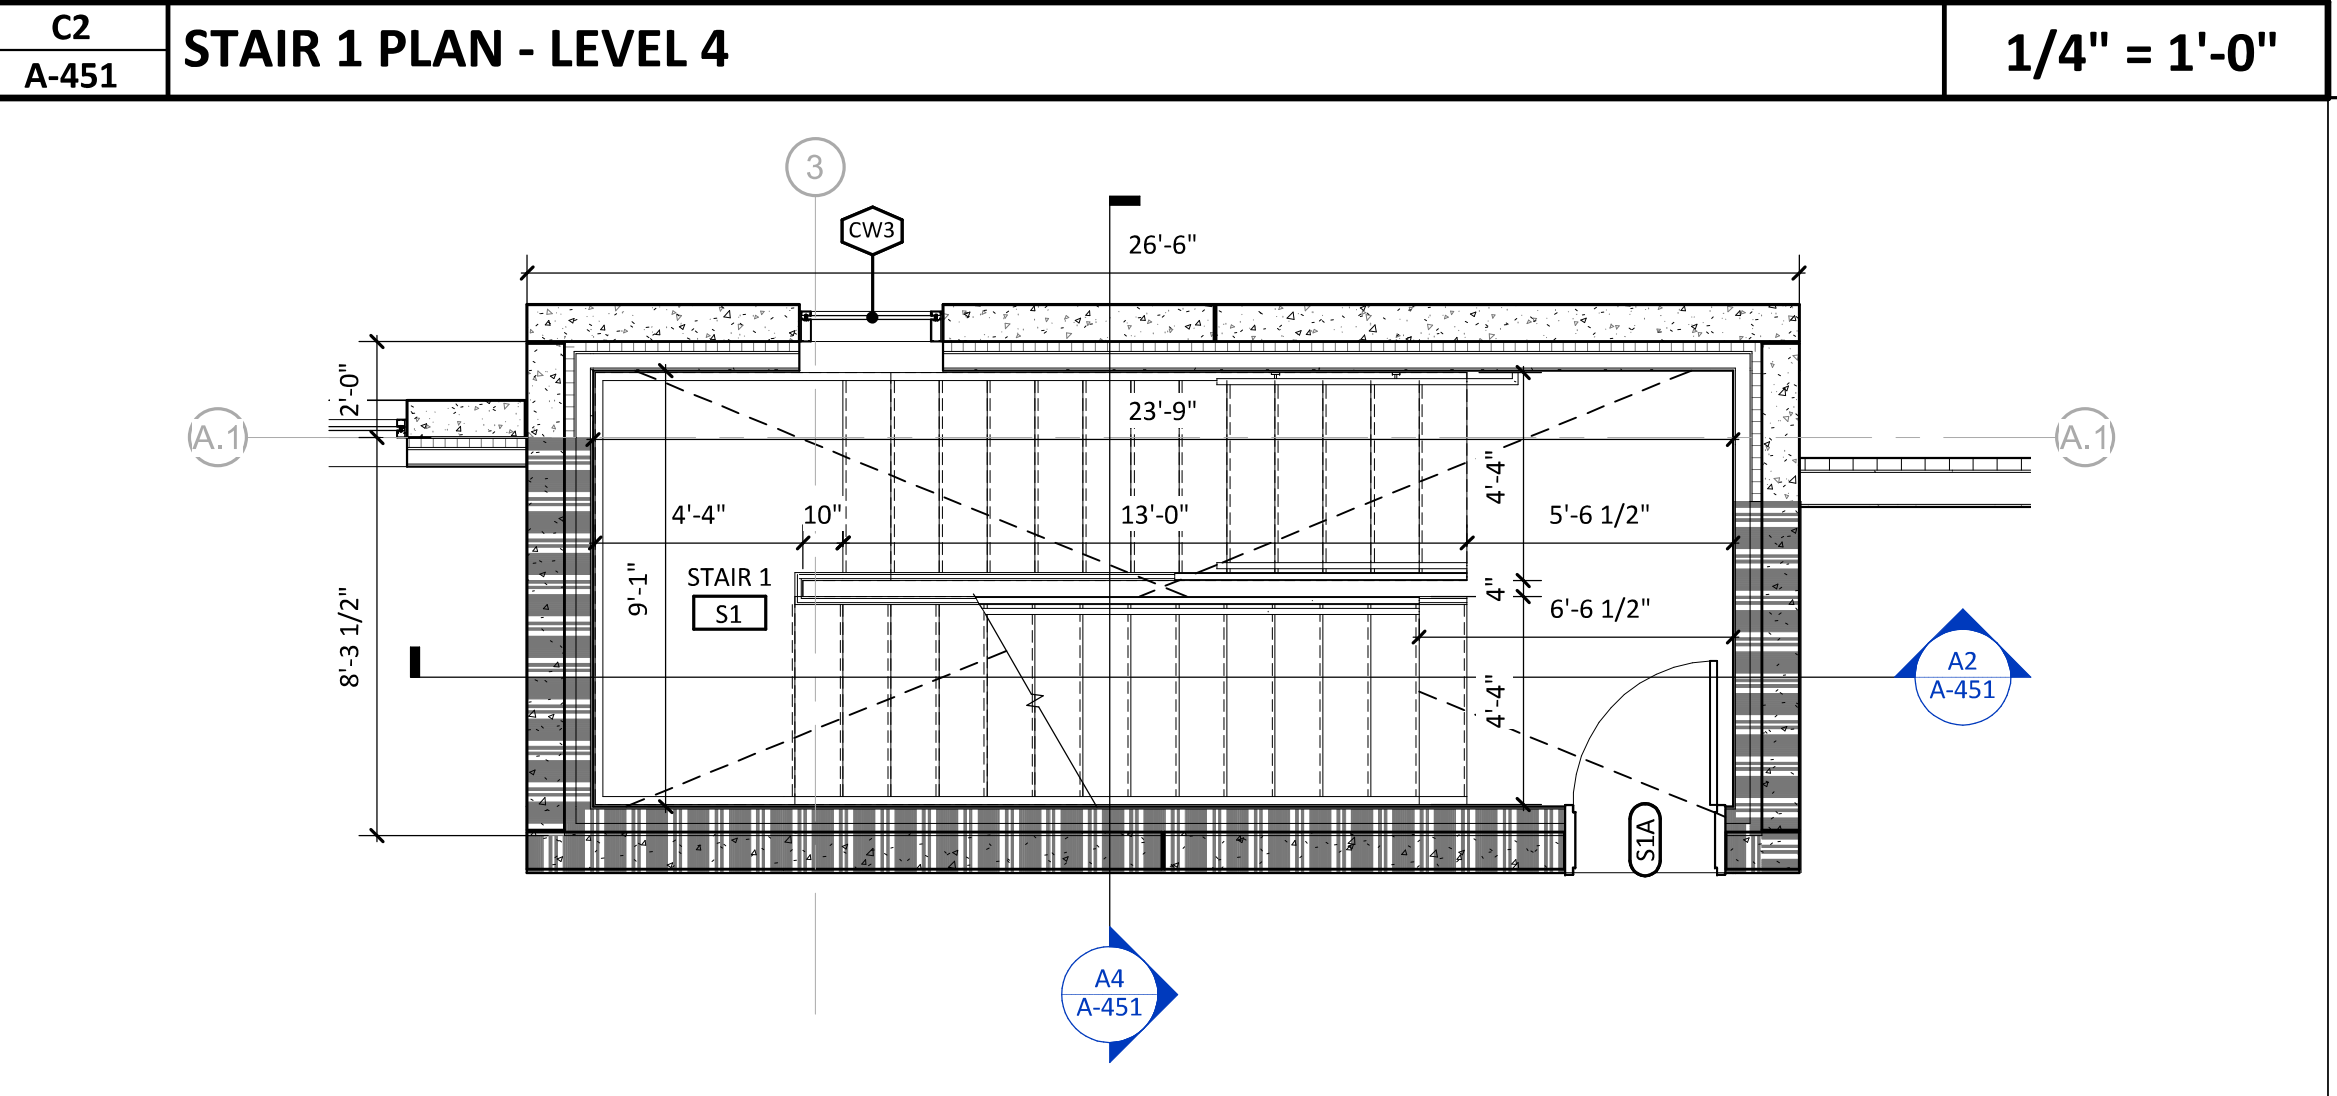 C2
A-451
STAIR 1 PLAN - LEVEL 4
1/4" = 1'-0"
3
CW3
26'-6"
2'-0"
A.1
23'-9"
A.1
4'-4"
4'-4"
10"
13'-0"
5'-6 1/2"
9'-1"
STAIR 1
S1
4"
6'-6 1/2"
8'-3 1/2"
4'-4"
A2
A-451
S1A
A4
A-451